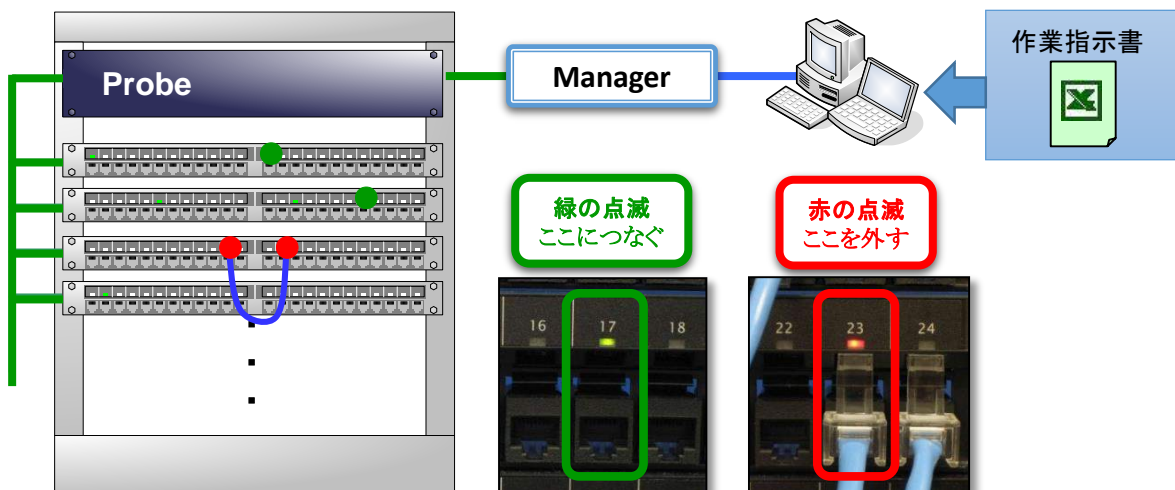 Probe
Manager
作業指示書
緑の点滅
ここにつなぐ
赤の点滅
ここを外す
16 17 18
22 23 24